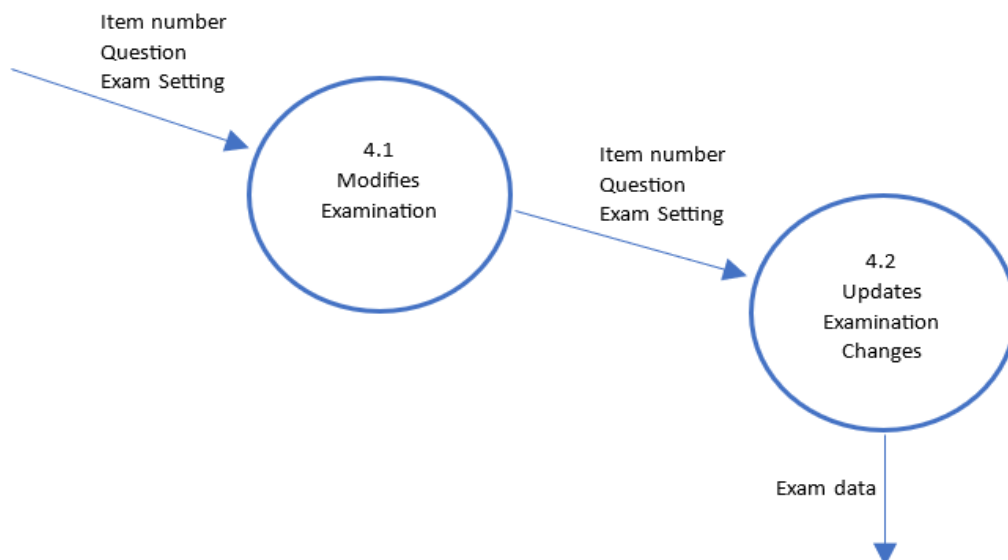 Item number
Question
Exam Setting
4.1
Modifies
Examination
Item number
Question
Exam Setting
4.2
Updates
Examination
Changes
Exam data